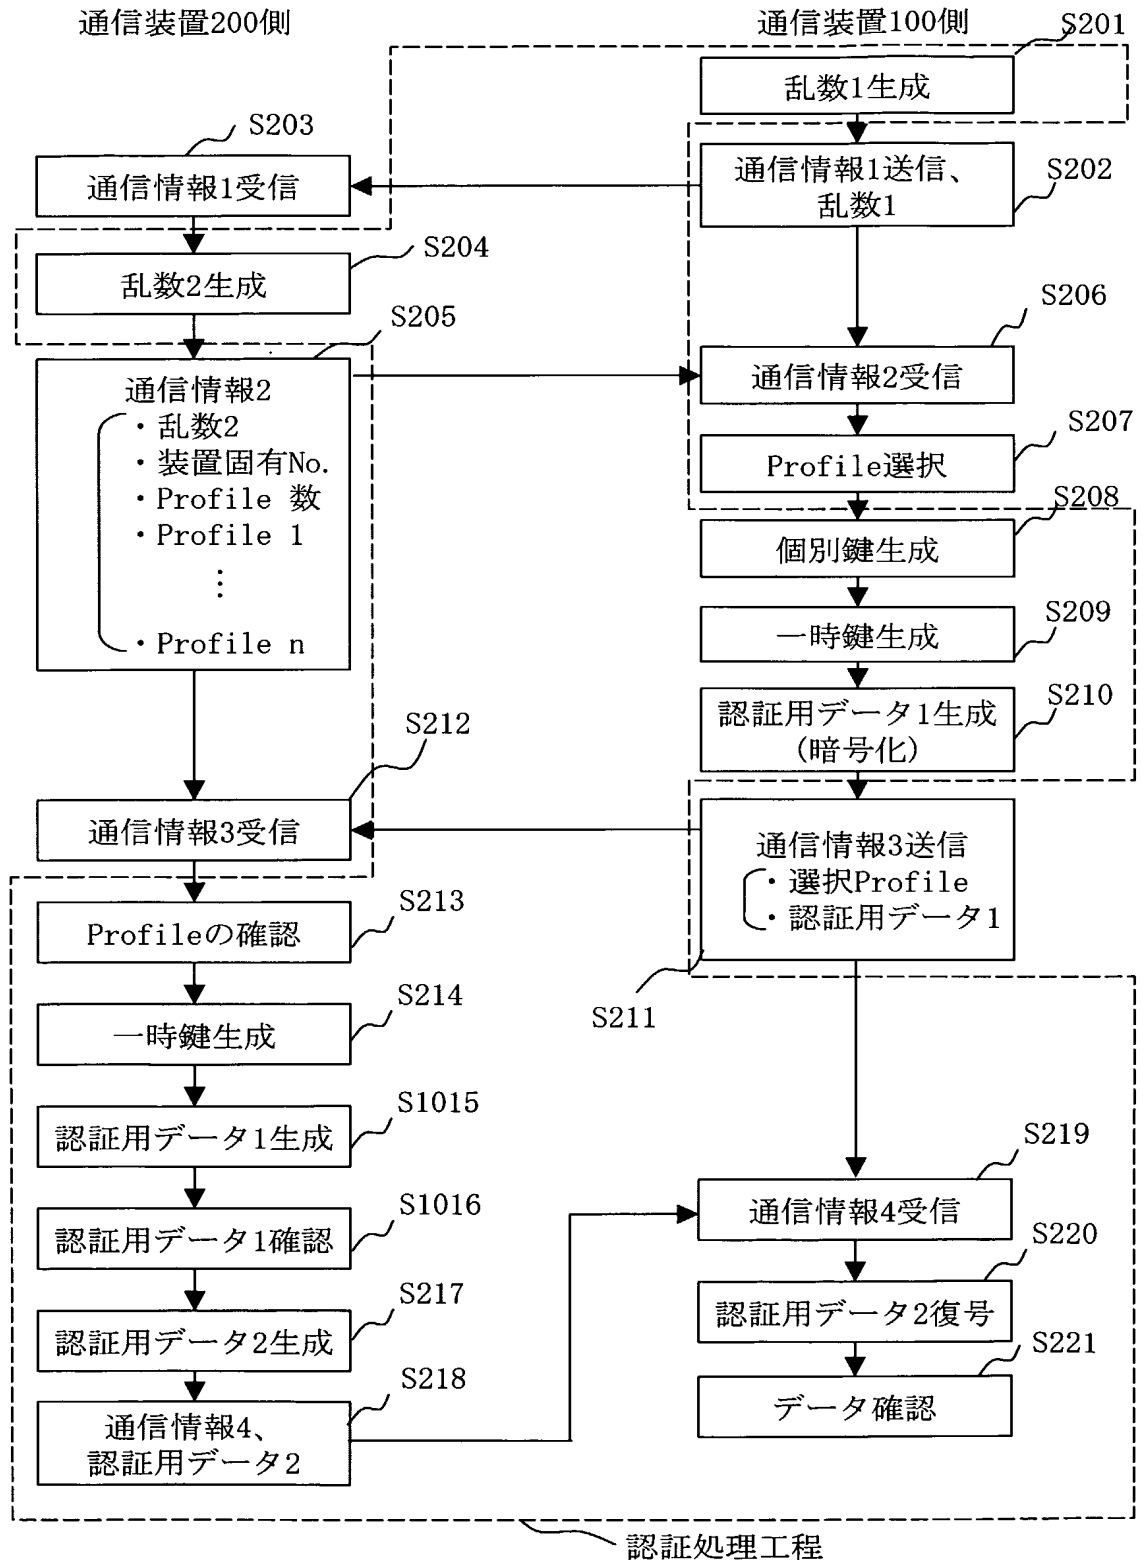 通信装置200側
通信装置100側
S201
乱数1生成
S203
通信情報1受信
通信情報1送信、
乱数1
S202
S204
乱数2生成
S205
S206
通信情報2
・乱数2
・装置固有No.
・Profile 数
・Profile 1
⋮
・Profile n
通信情報2受信
S207
Profile選択
S208
個別鍵生成
S209
一時鍵生成
S210
認証用データ1生成
(暗号化)
S212
通信情報3受信
通信情報3送信
・選択Profile
・認証用データ1
S211
S213
Profileの確認
S214
一時鍵生成
S1015
認証用データ1生成
S1016
認証用データ1確認
S217
認証用データ2生成
S218
通信情報4、
認証用データ2
S219
通信情報4受信
S220
認証用データ2復号
S221
データ確認
認証処理工程